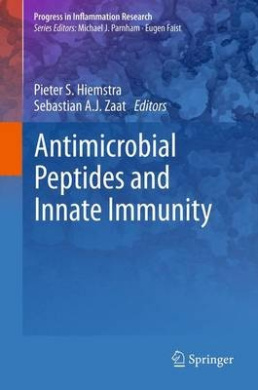 Progress in Inflammation Research
Series Editors: Michael J. Parnham · Eugen Faist
Pieter S. Hiemstra
Sebastian A.J. Zaat Editors
Antimicrobial
Peptides and
Innate Immunity
Springer